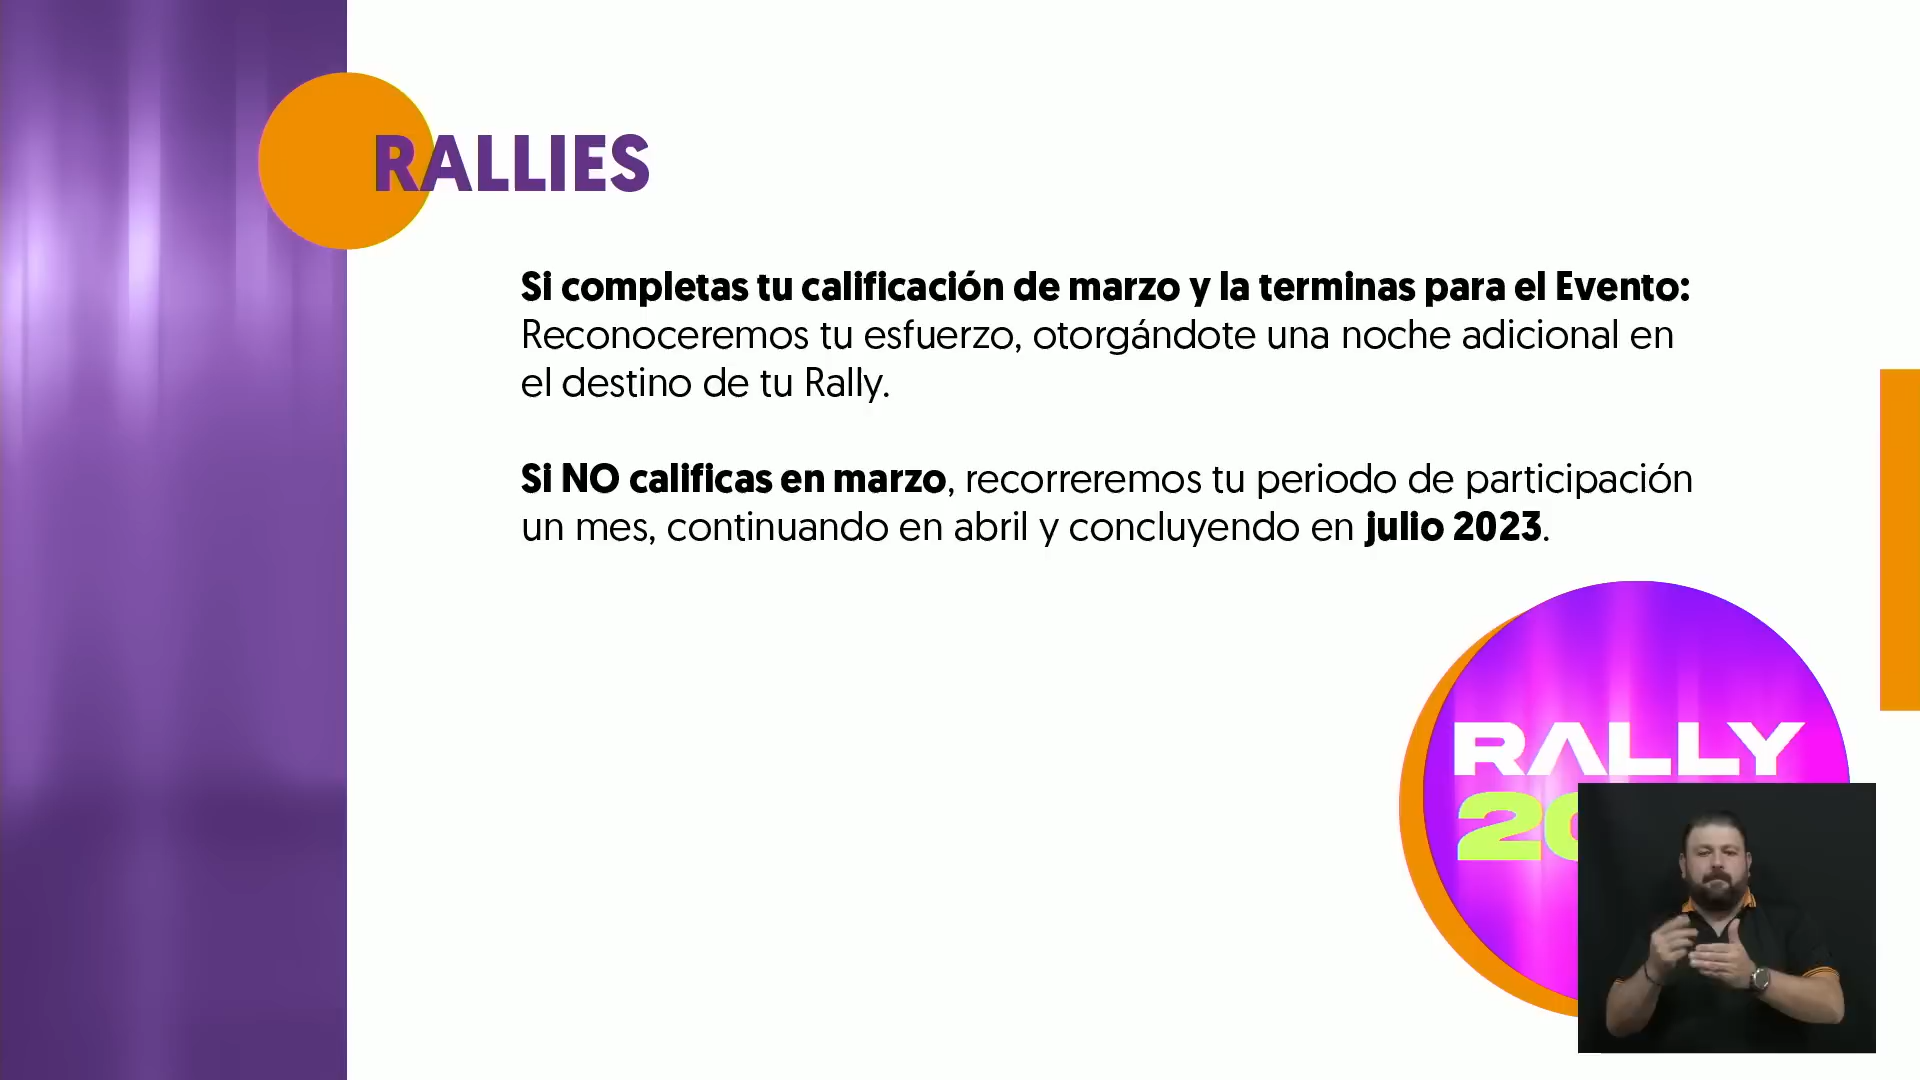 RALLIES
Si completas tu calificación de marzo y la terminas para el Evento:
Reconoceremos tu esfuerzo, otorgándote una noche adicional en
el destino de tu Rally.
Si NO calificas en marzo, recorreremos tu periodo de participación
un mes, continuando en abril y concluyendo en julio 2023.
RALLY